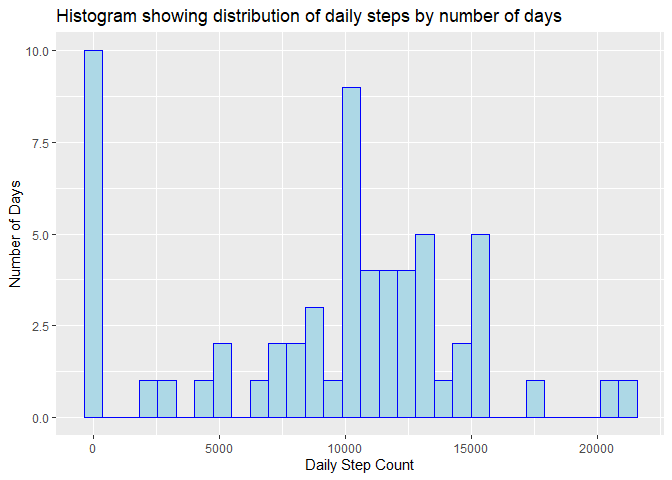 Histogram showing distribution of daily steps by number of days
10.0
7.5
5.0
2.5
0.0
Number of Days
0 5000 10000 15000 20000
Daily Step Count